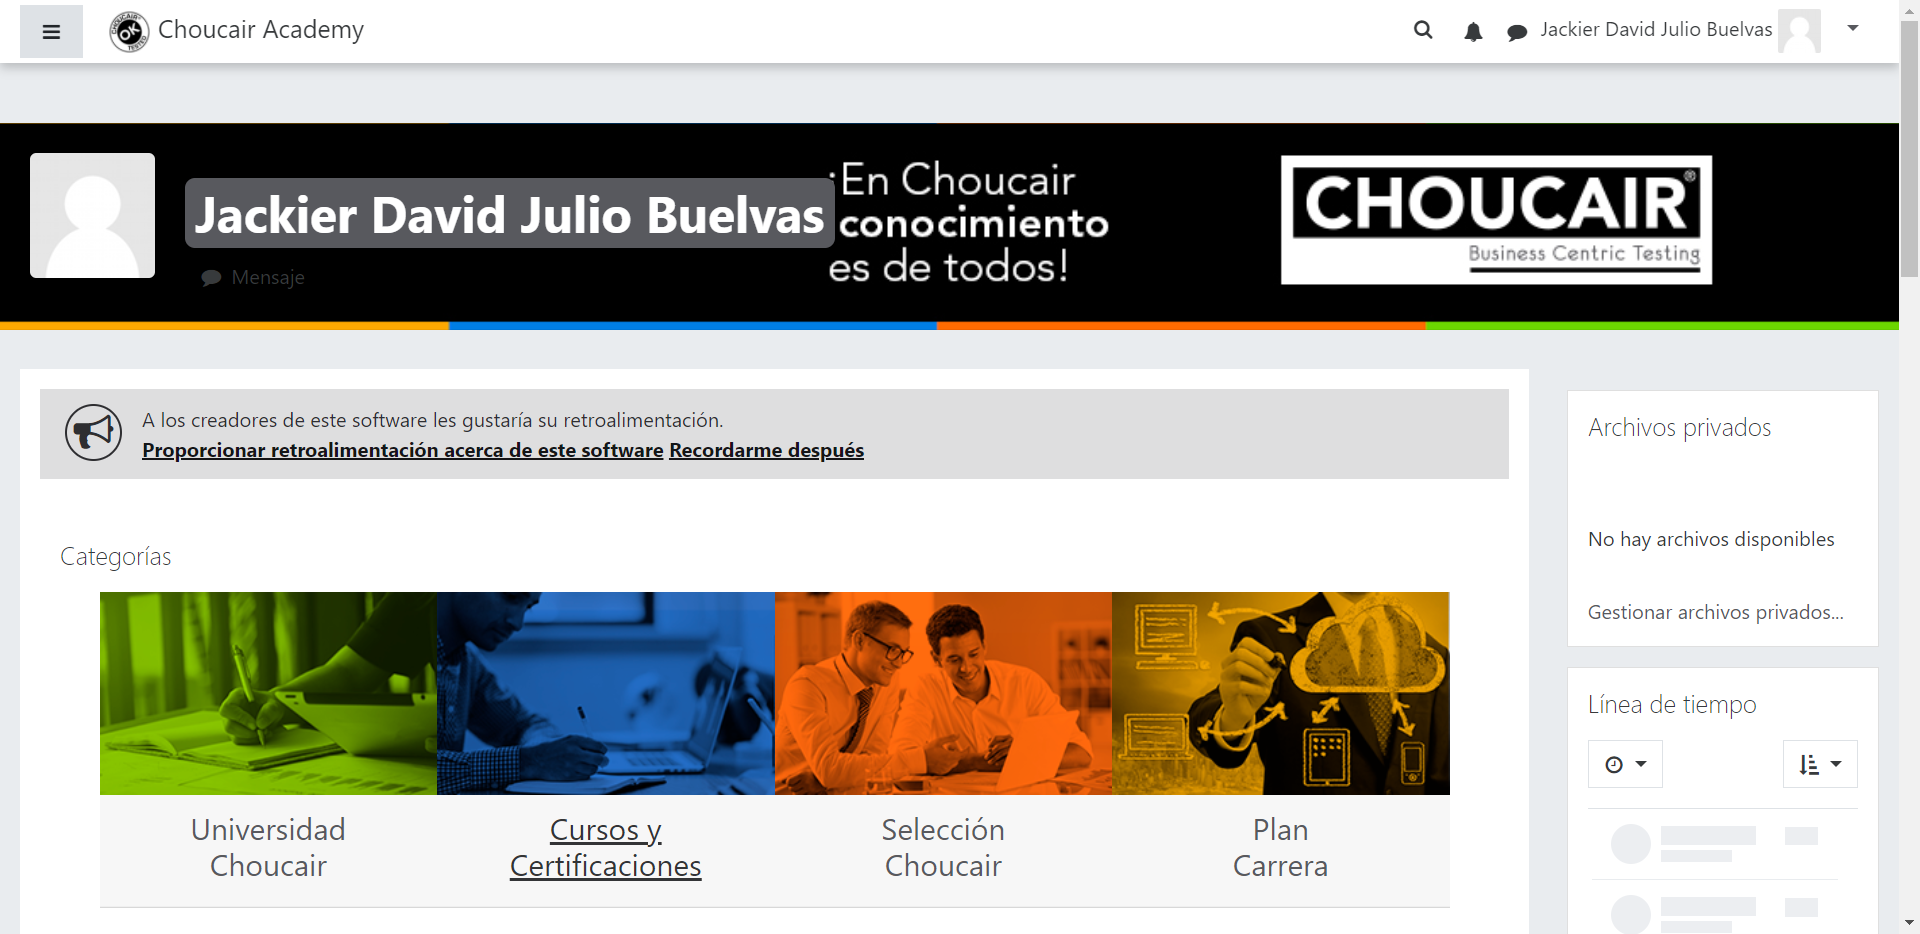 Choucair Academy
Jackier David Julio Buelvas
Jackier David Julio Buelvas
Mensaje
¡En Choucair
conocimiento
es de todos!
CHOUCAIR®
Business Centric Testing
A los creadores de este software les gustaría su retroalimentación.
Proporcionar retroalimentación acerca de este software Recordarme después
Categorías
Universidad
Choucair
Cursos y
Certificaciones
Selección
Choucair
Plan
Carrera
Archivos privados
No hay archivos disponibles
Gestionar archivos privados...
Línea de tiempo